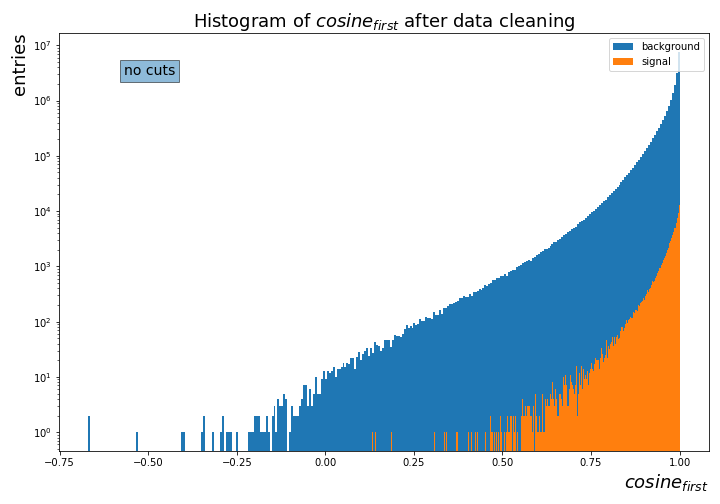 Histogram of cosine_first after data cleaning
entries
10^7
10^6
10^5
10^4
10^3
10^2
10^1
10^0
no cuts
background
signal
−0.75 −0.50 −0.25 0.00 0.25 0.50 0.75 1.00
cosine_first